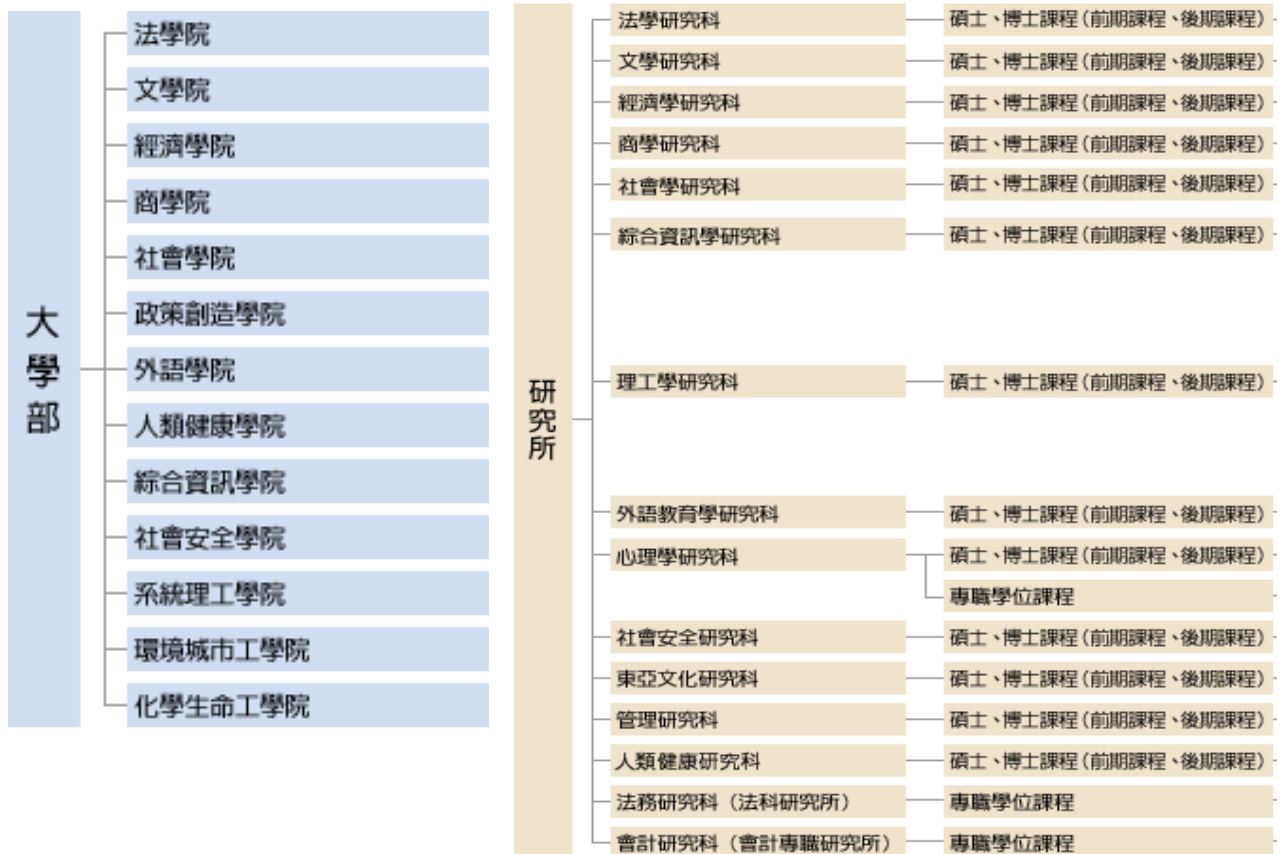 大學部
法學院
文學院
經濟學院
商學院
社會學院
政策創造學院
外語學院
人類健康學院
綜合資訊學院
社會安全學院
系統理工學院
環境城市工學院
化學生命工學院
研究所
法學研究科 碩士、博士課程(前期課程、後期課程)
文學研究科 碩士、博士課程(前期課程、後期課程)
經濟學研究科 碩士、博士課程(前期課程、後期課程)
商學研究科 碩士、博士課程(前期課程、後期課程)
社會學研究科 碩士、博士課程(前期課程、後期課程)
綜合資訊學研究科 碩士、博士課程(前期課程、後期課程)
理工學研究科 碩士、博士課程(前期課程、後期課程)
外語教育學研究科 碩士、博士課程(前期課程、後期課程)
心理學研究科 碩士、博士課程(前期課程、後期課程)
專職學位課程
社會安全研究科 碩士、博士課程(前期課程、後期課程)
東亞文化研究科 碩士、博士課程(前期課程、後期課程)
管理研究科 碩士、博士課程(前期課程、後期課程)
人類健康研究科 碩士、博士課程(前期課程、後期課程)
法務研究科(法科研究所) 專職學位課程
會計研究科(會計專職研究所) 專職學位課程